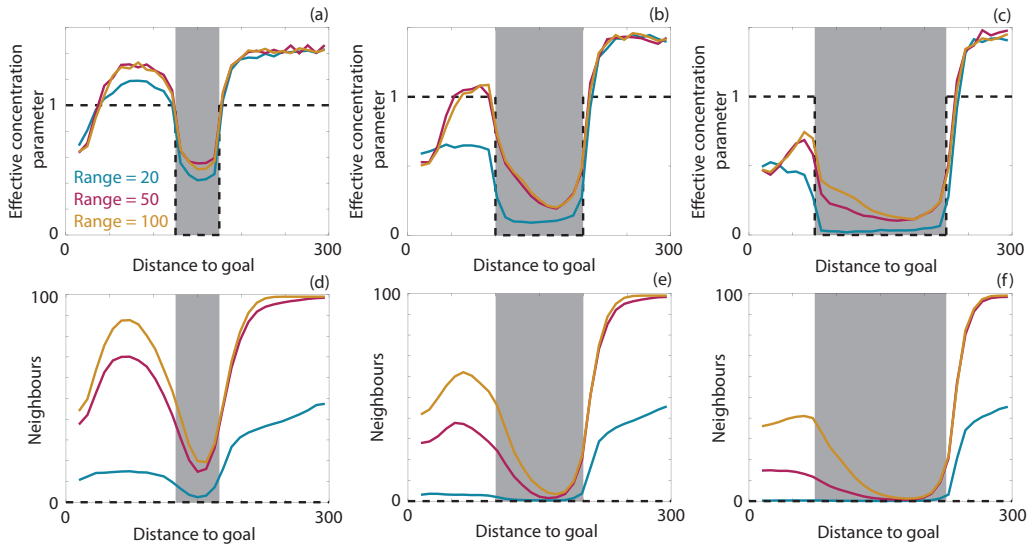 (a)
Effective concentration
parameter
1
0
Range = 20
Range = 50
Range = 100
0
300
Distance to goal
(b)
Effective concentration
parameter
1
0
0
300
Distance to goal
(c)
Effective concentration
parameter
1
0
0
300
Distance to goal
(d)
Neighbours
100
0
0
300
Distance to goal
(e)
Neighbours
100
0
0
300
Distance to goal
(f)
Neighbours
100
0
0
300
Distance to goal